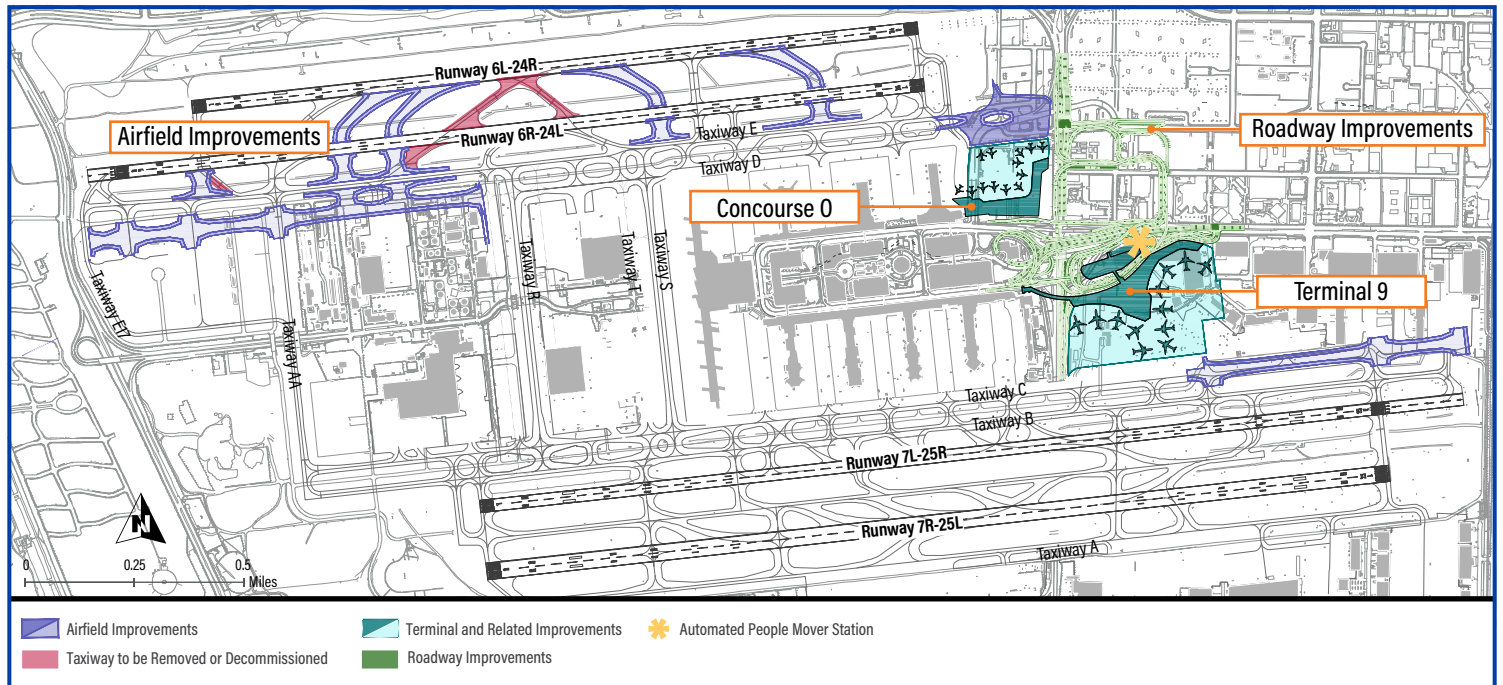 Runway 6L-24R
Airfield Improvements
Runway 6R-24L
Taxiway E
Roadway Improvements
Taxiway D
Concourse 0
Taxiway R
Taxiway T
Taxiway S
Terminal 9
Taxiway E17
Taxiway AA
Taxiway C
Taxiway B
Runway 7L-25R
N
Runway 7R-25L
Taxiway A
0 0.25 0.5
Miles
Airfield Improvements
Terminal and Related Improvements
Automated People Mover Station
Taxiway to be Removed or Decommissioned
Roadway Improvements